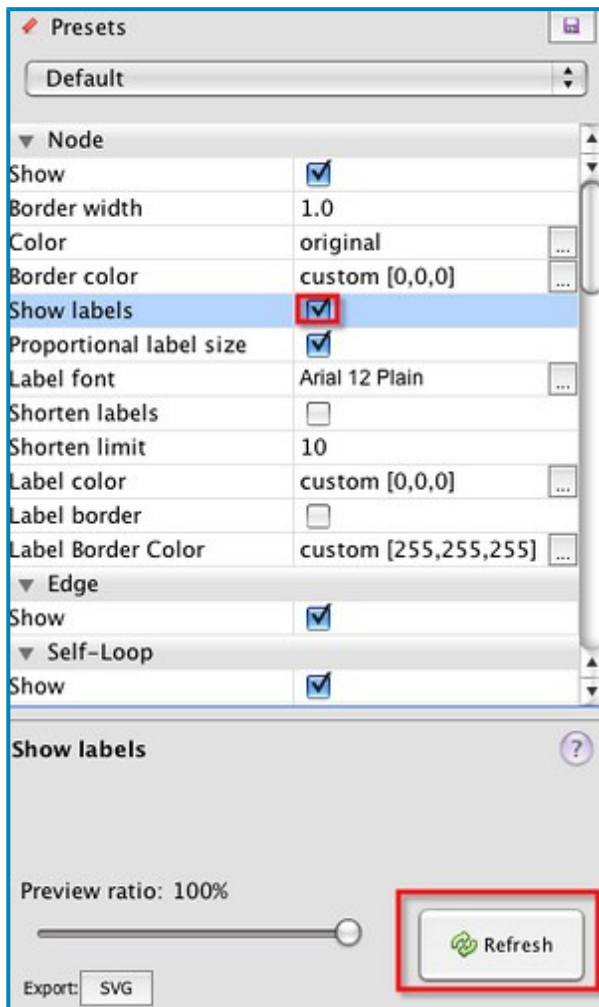 Presets
Default
Node
Show
Border width 1.0
Color original ...
Border color custom [0,0,0] ...
Show labels
Proportional label size
Label font Arial 12 Plain ...
Shorten labels
Shorten limit 10
Label color custom [0,0,0] ...
Label border
Label Border Color custom [255,255,255] ...
Edge
Show
Self-Loop
Show
Show labels ?
Preview ratio: 100%
Refresh
Export: SVG